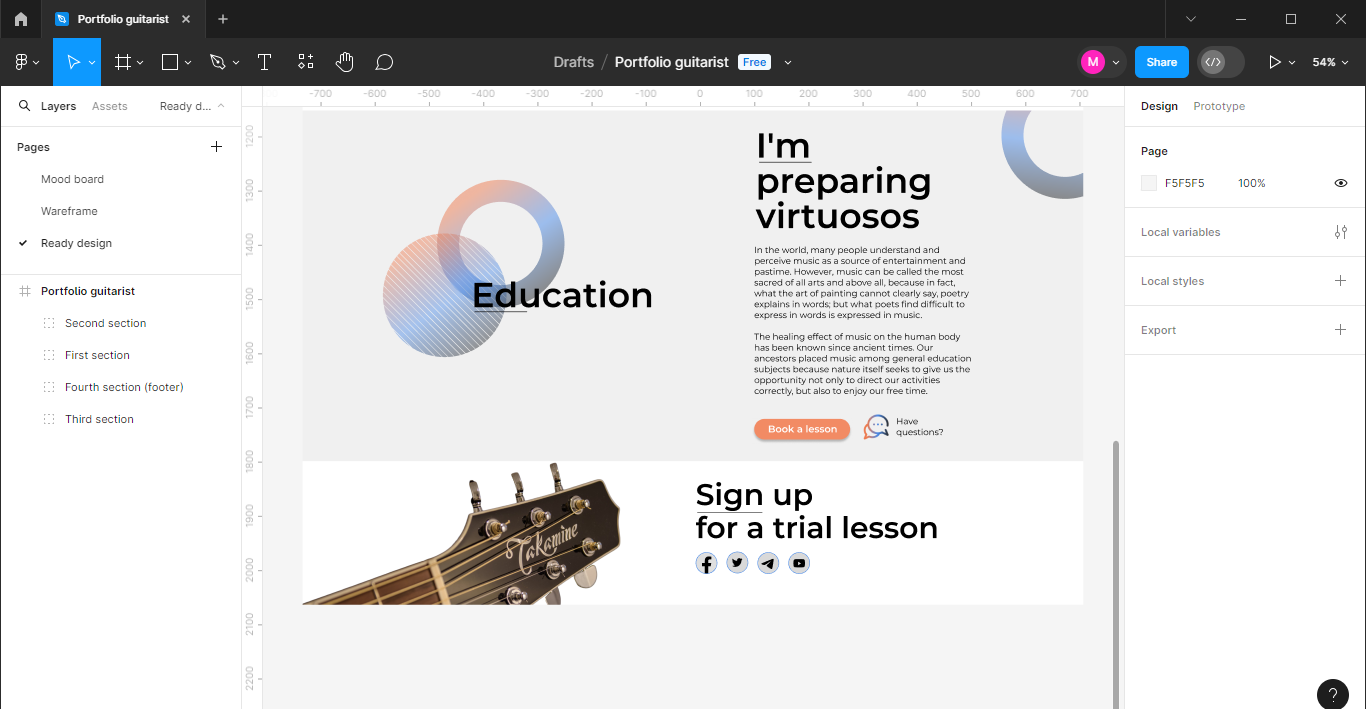 Portfolio guitarist
Drafts / Portfolio guitarist Free
M
Share
54%
Layers Assets Ready d...
Pages
Mood board
Wareframe
Ready design
Portfolio guitarist
Second section
First section
Fourth section (footer)
Third section
-700 -600 -500 -400 -300 -200 -100 0 100 200 300 400 500 600 700
1200
1300
1400
1500
1600
1700
1800
1900
2000
2100
2200
Education
I'm
preparing
virtuosos
In the world, many people understand and
perceive music as a source of entertainment and
pastime. However, music can be called the most
sacred of all arts and above all, because in fact,
what the art of painting cannot clearly say, poetry
explains in words; but what poets find difficult to
express in words is expressed in music.
The healing effect of music on the human body
has been known since ancient times. Our
ancestors placed music among general education
subjects because nature itself seeks to give us the
opportunity not only to direct our activities
correctly, but also to enjoy our free time.
Book a lesson
Have
questions?
Takamine
Sign up
for a trial lesson
Design Prototype
Page
F5F5F5 100%
Local variables
Local styles
Export
?